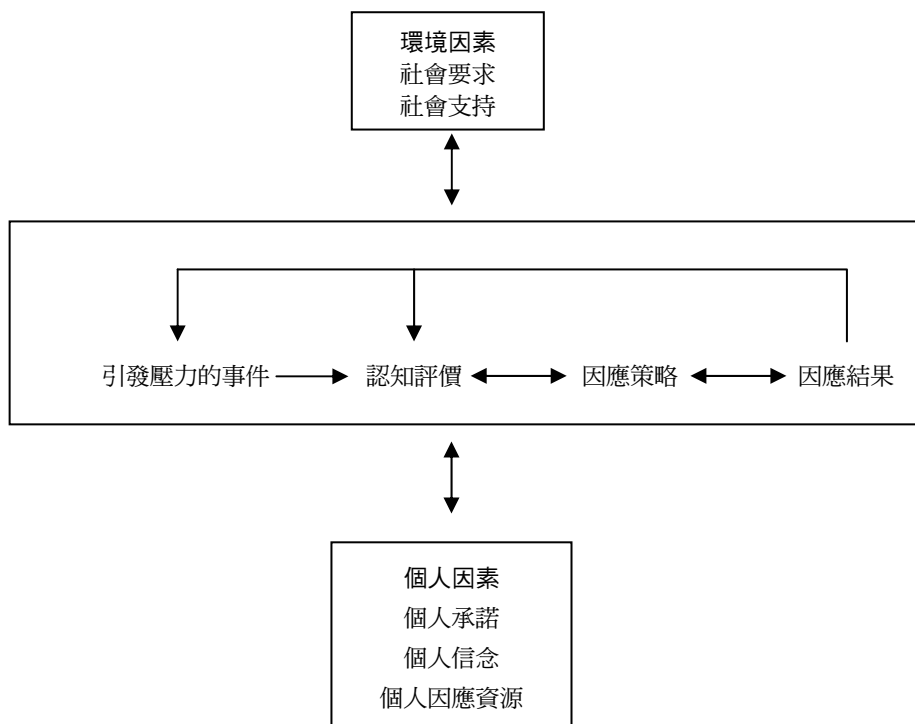 環境因素
社會要求
社會支持
引發壓力的事件 認知評價 因應策略 因應結果
個人因素
個人承諾
個人信念
個人因應資源